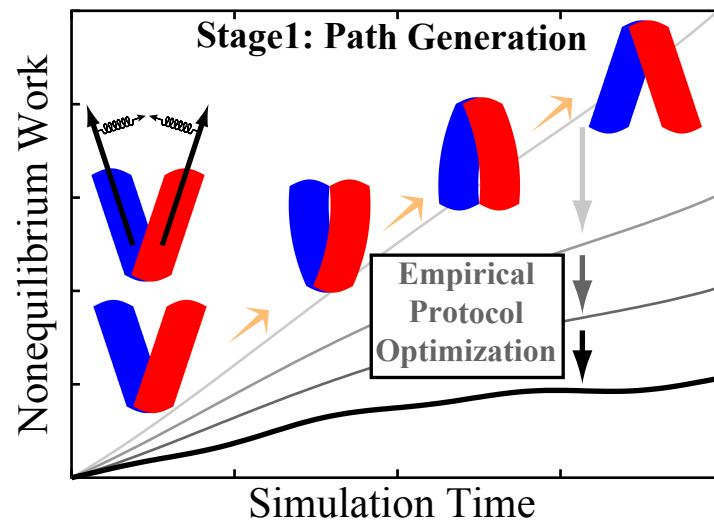 Stage1: Path Generation
Nonequilibrium Work
Empirical
Protocol
Optimization
Simulation Time